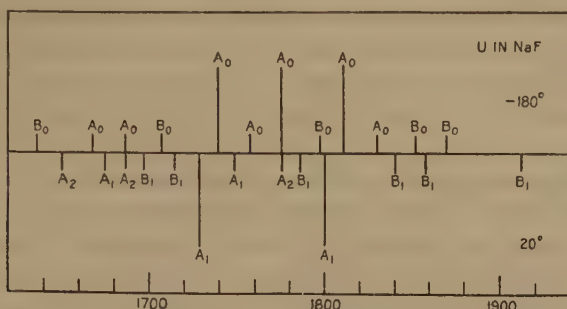 A₀ A₀ A₀ U IN NaF
-180°
B₀ A₀ A₀ B₀ A₀ B₀ A₀ B₀ B₀
A₂ A₁ A₂ B₁ B₁ A₁ A₂ B₁ B₁ B₁ B₁
A₁ A₁ 20°
1700 1800 1900